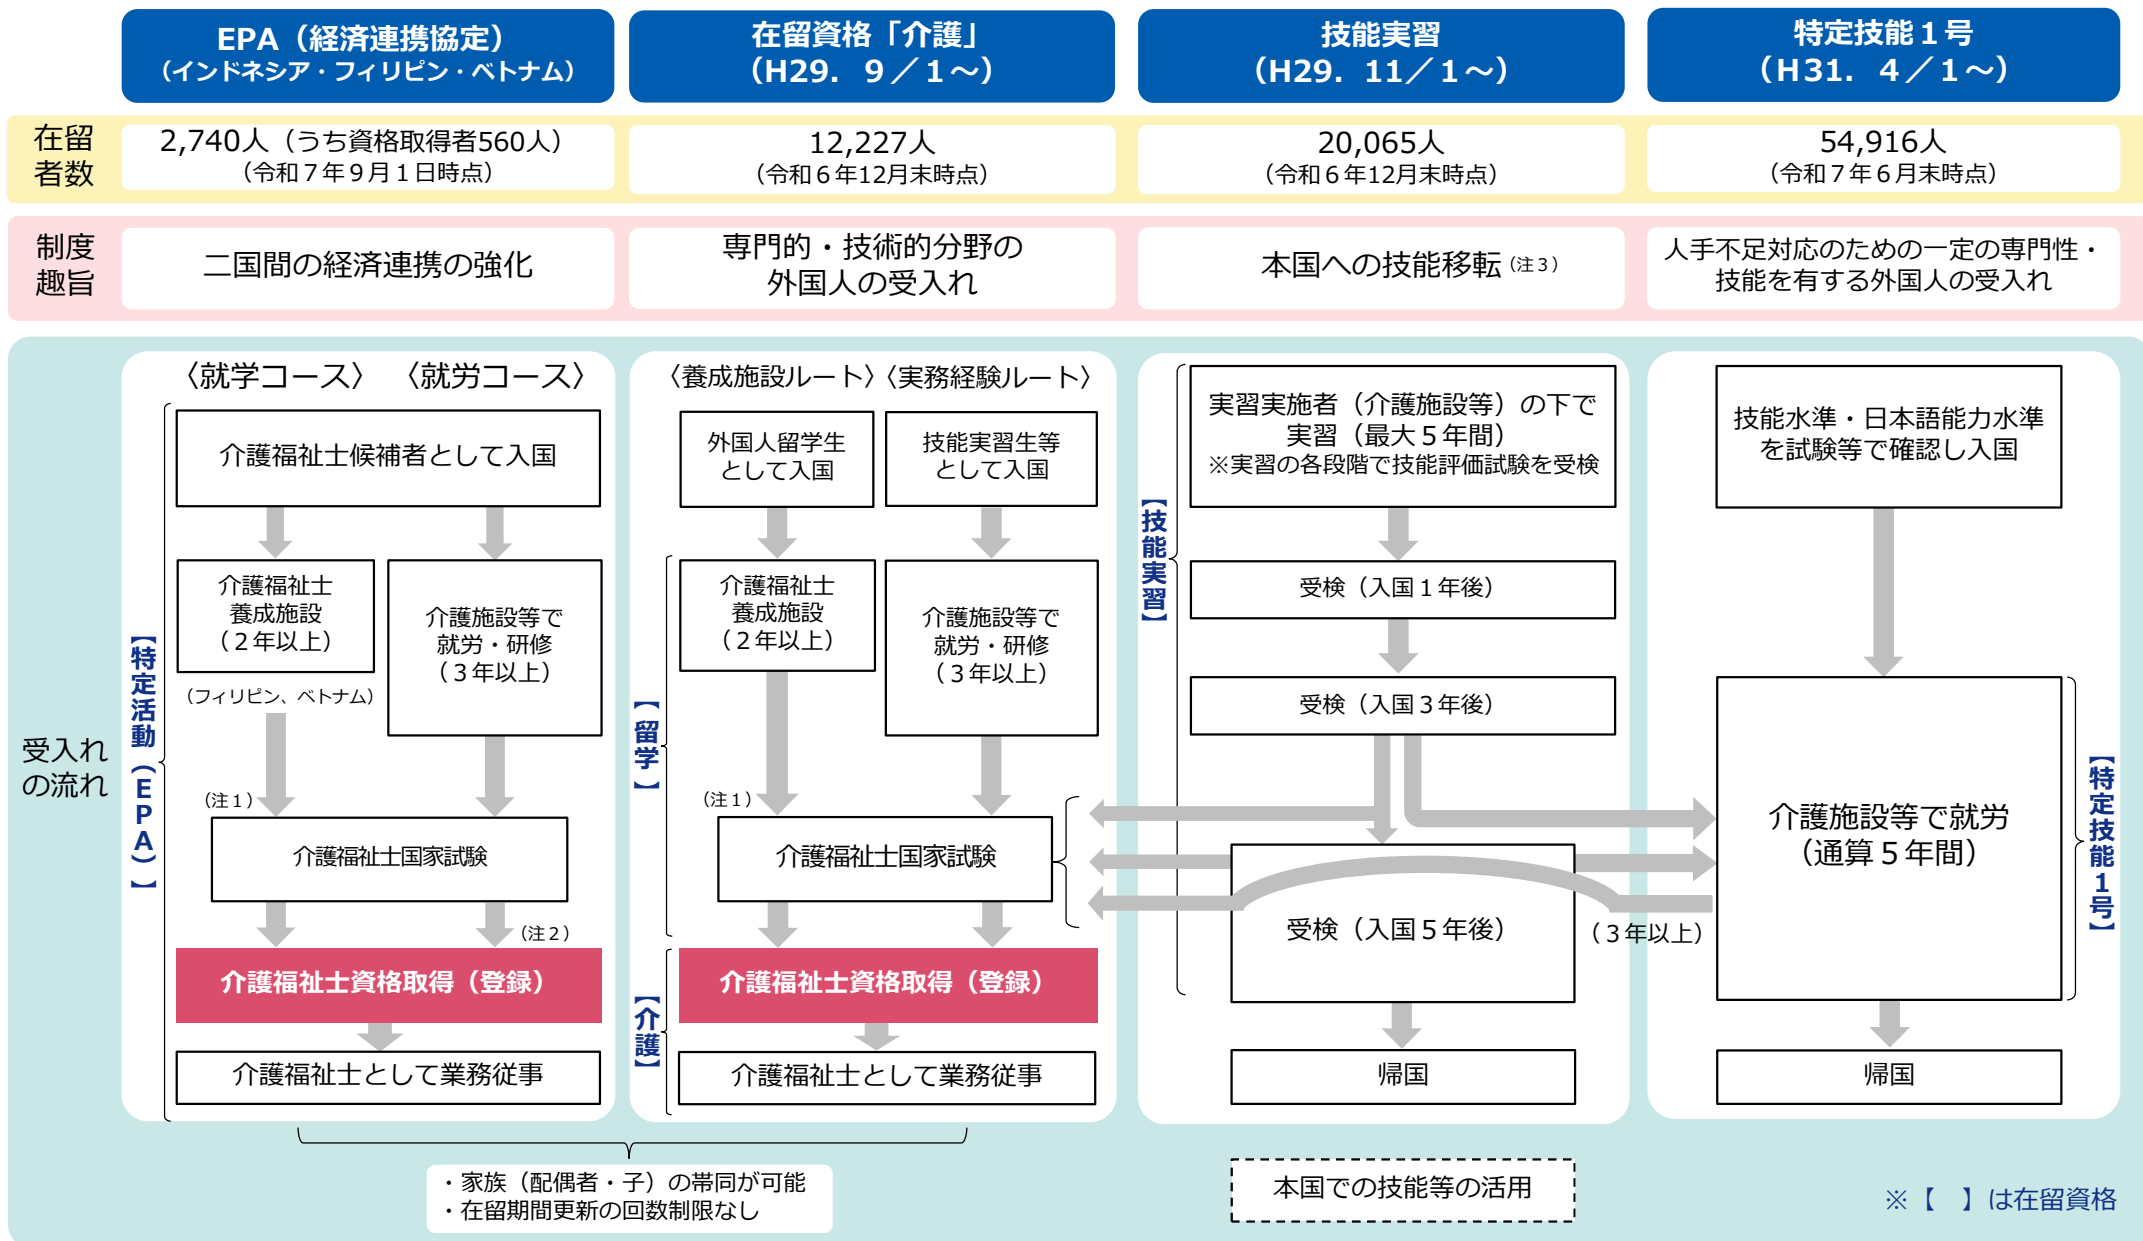 EPA（経済連携協定）
（インドネシア・フィリピン・ベトナム）
在留資格「介護」
（H29．９／１～）
技能実習
（H29．11／１～）
特定技能１号
（H31．４／１～）
在留
者数
2,740人（うち資格取得者560人）
（令和７年９月１日時点）
12,227人
（令和６年12月末時点）
20,065人
（令和６年12月末時点）
54,916人
（令和７年６月末時点）
制度
趣旨
二国間の経済連携の強化
専門的・技術的分野の
外国人の受入れ
本国への技能移転（注３）
人手不足対応のための一定の専門性・
技能を有する外国人の受入れ
受入れ
の流れ
〈就学コース〉 〈就労コース〉
介護福祉士候補者として入国
介護福祉士
養成施設
（２年以上）
（フィリピン、ベトナム）
介護施設等で
就労・研修
（３年以上）
【特定活動（EPA）】
（注１）
介護福祉士国家試験
（注２）
介護福祉士資格取得（登録）
介護福祉士として業務従事
〈養成施設ルート〉〈実務経験ルート〉
外国人留学生
として入国
技能実習生等
として入国
介護福祉士
養成施設
（２年以上）
介護施設等で
就労・研修
（３年以上）
【留学】
（注１）
介護福祉士国家試験
介護福祉士資格取得（登録）
【介護】
介護福祉士として業務従事
・家族（配偶者・子）の帯同が可能
・在留期間更新の回数制限なし
【技能実習】
実習実施者（介護施設等）の下で
実習（最大５年間）
※実習の各段階で技能評価試験を受検
受検（入国１年後）
受検（入国３年後）
受検（入国５年後）
帰国
本国での技能等の活用
技能水準・日本語能力水準
を試験等で確認し入国
介護施設等で就労
（通算５年間）
【特定技能１号】
（３年以上）
帰国
※【　】は在留資格